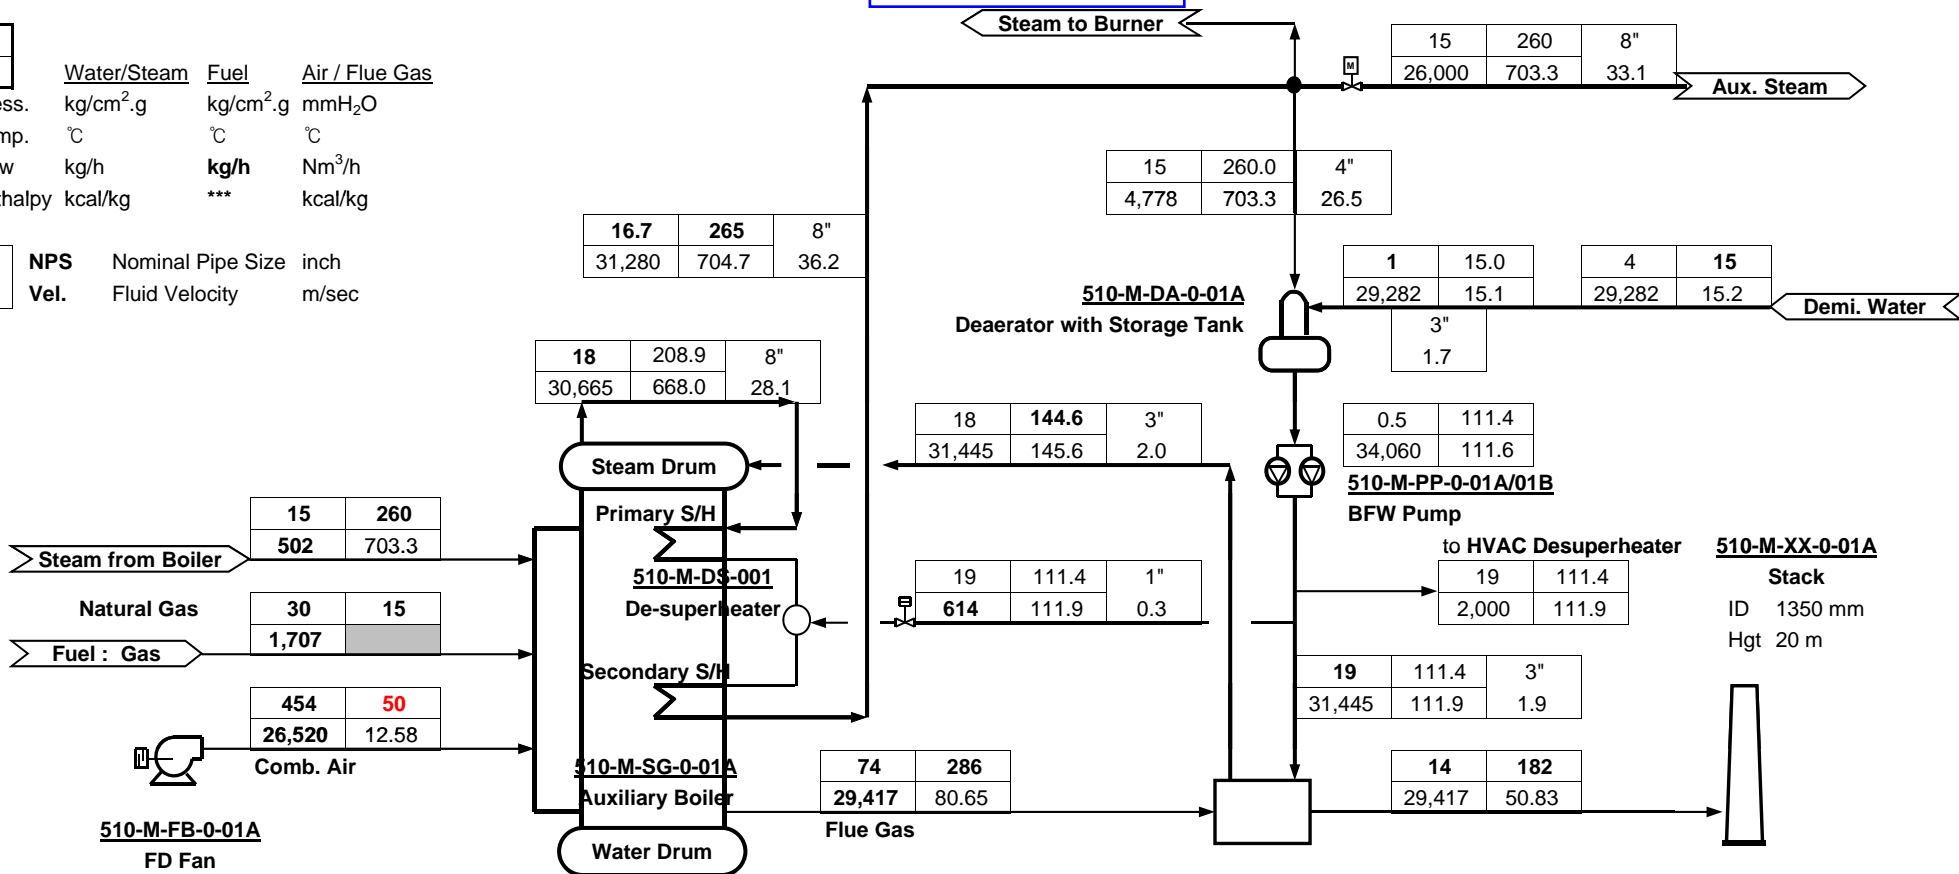 Steam to Burner
15 260 8"
26,000 703.3 33.1
Aux. Steam
Water/Steam Fuel Air / Flue Gas
ess. kg/cm2.g kg/cm2.g mmH2O
mp. ℃ ℃ ℃
w kg/h kg/h Nm3/h
thalpy kcal/kg *** kcal/kg
NPS Nominal Pipe Size inch
Vel. Fluid Velocity m/sec
15 260.0 4"
4,778 703.3 26.5
16.7 265 8"
31,280 704.7 36.2
1 15.0
29,282 15.1
3"
1.7
4 15
29,282 15.2
Demi. Water
510-M-DA-0-01A
Deaerator with Storage Tank
18 208.9 8"
30,665 668.0 28.1
18 144.6 3"
31,445 145.6 2.0
0.5 111.4
34,060 111.6
510-M-PP-0-01A/01B
BFW Pump
Steam Drum
Primary S/H
15 260
502 703.3
Steam from Boiler
510-M-DS-001
De-superheater
19 111.4 1"
614 111.9 0.3
to HVAC Desuperheater
19 111.4
2,000 111.9
510-M-XX-0-01A
Stack
ID 1350 mm
Hgt 20 m
Natural Gas
30 15
1,707
Fuel : Gas
Secondary S/H
19 111.4 3"
31,445 111.9 1.9
454 50
26,520 12.58
Comb. Air
510-M-SG-0-01A
Auxiliary Boiler
74 286
29,417 80.65
Flue Gas
14 182
29,417 50.83
510-M-FB-0-01A
FD Fan
Water Drum
M